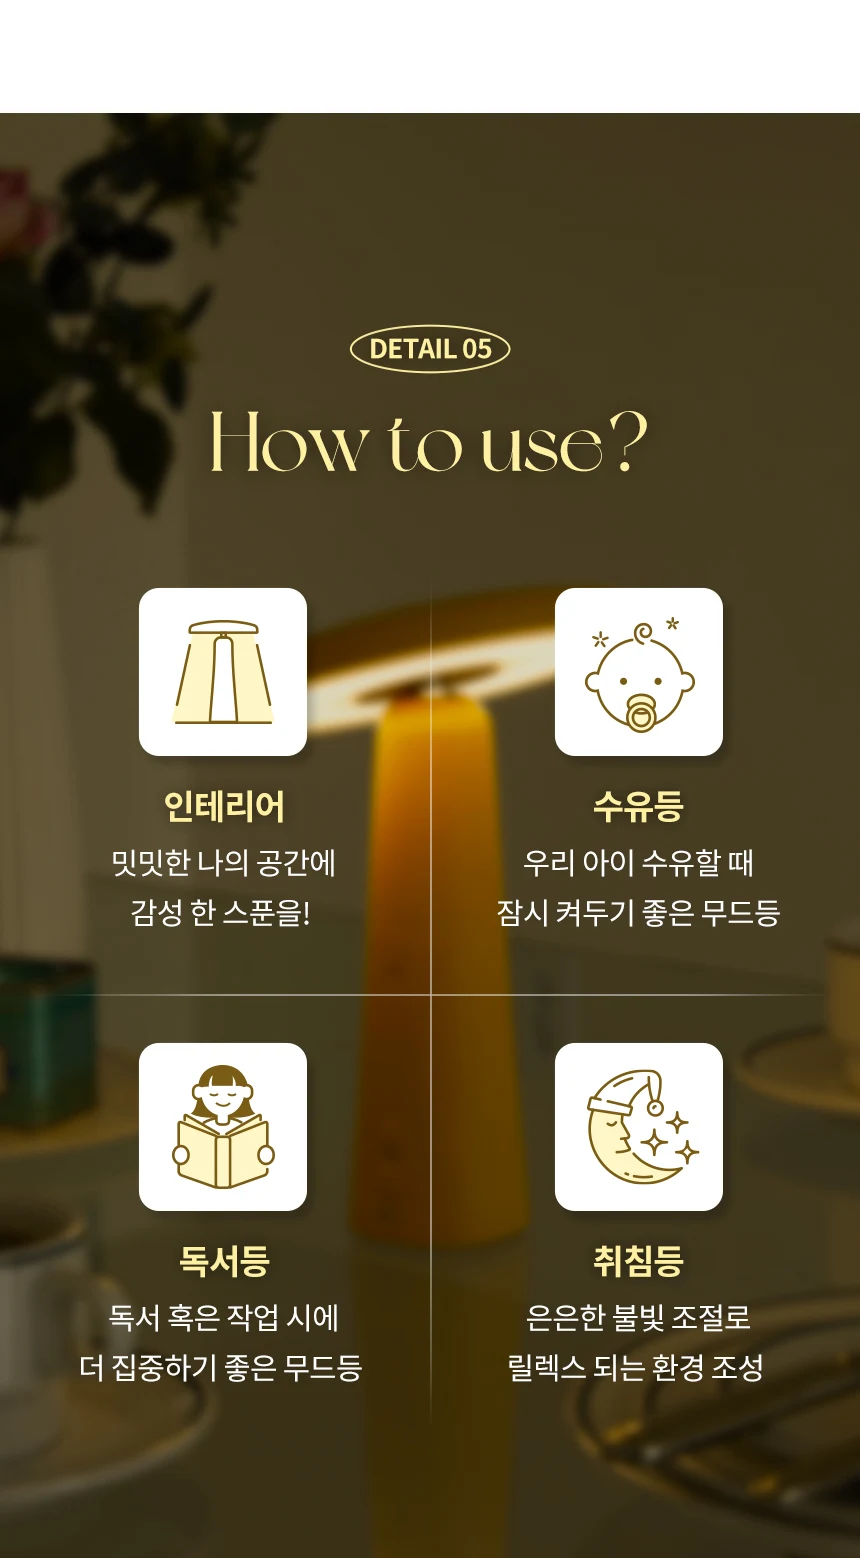 DETAIL 05
How to use?
인테리어
밋밋한 나의 공간에
감성 한 스푼을!
수유등
우리 아이 수유할 때
잠시 켜두기 좋은 무드등
독서등
독서 혹은 작업 시에
더 집중하기 좋은 무드등
취침등
은은한 불빛 조절로
릴렉스 되는 환경 조성